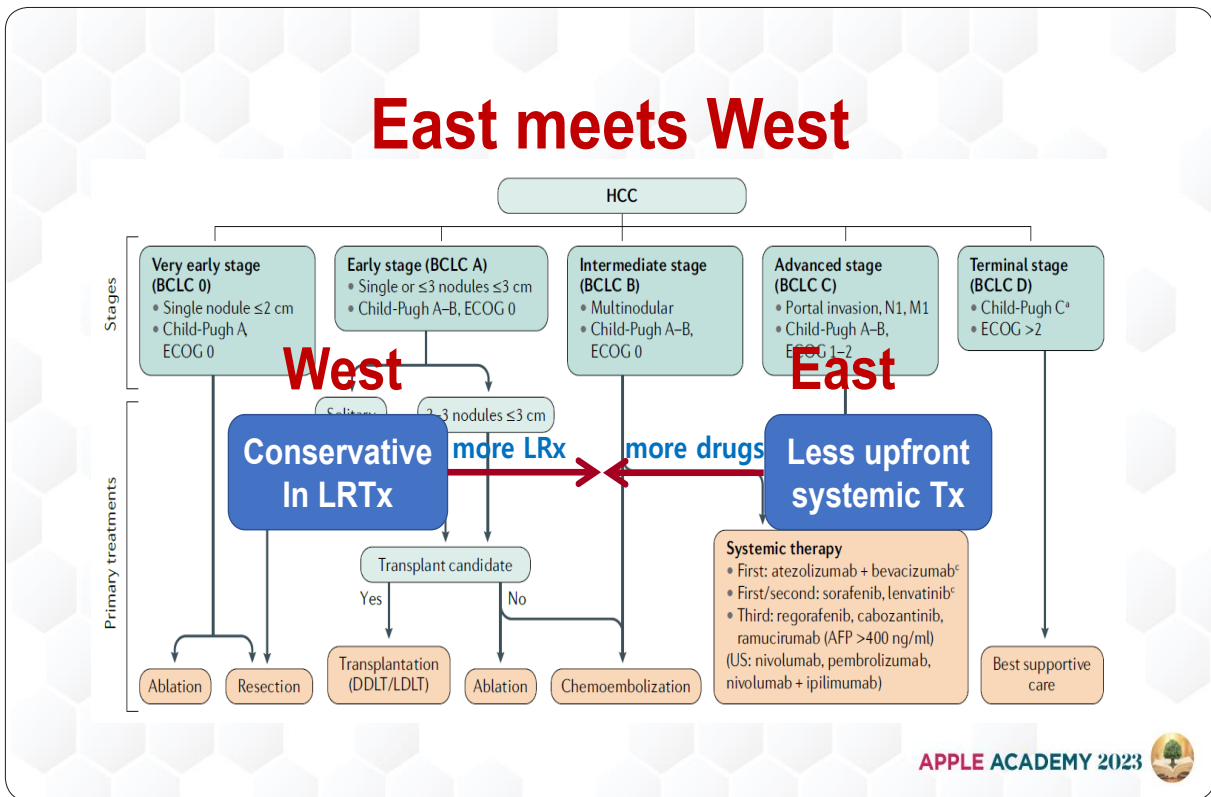 East meets West
HCC
Stages
Very early stage
(BCLC 0)
• Single nodule ≤2 cm
• Child-Pugh A,
ECOG 0
Early stage (BCLC A)
• Single or ≤3 nodules ≤3 cm
• Child-Pugh A–B, ECOG 0
Intermediate stage
(BCLC B)
• Multinodular
• Child-Pugh A–B,
ECOG 0
Advanced stage
(BCLC C)
• Portal invasion, N1, M1
• Child-Pugh A–B,
ECOG 1–2
Terminal stage
(BCLC D)
• Child-Pugh Cᵃ
• ECOG >2
West
East
Solitary
2–3 nodules ≤3 cm
Conservative
In LRTx
more LRx
more drugs
Less upfront
systemic Tx
Primary treatments
Transplant candidate
Yes
No
Systemic therapy
• First: atezolizumab + bevacizumabᶜ
• First/second: sorafenib, lenvatinibᶜ
• Third: regorafenib, cabozantinib,
ramucirumab (AFP >400 ng/ml)
(US: nivolumab, pembrolizumab,
nivolumab + ipilimumab)
Ablation
Resection
Transplantation
(DDLT/LDLT)
Ablation
Chemoembolization
Best supportive
care
APPLE ACADEMY 2023